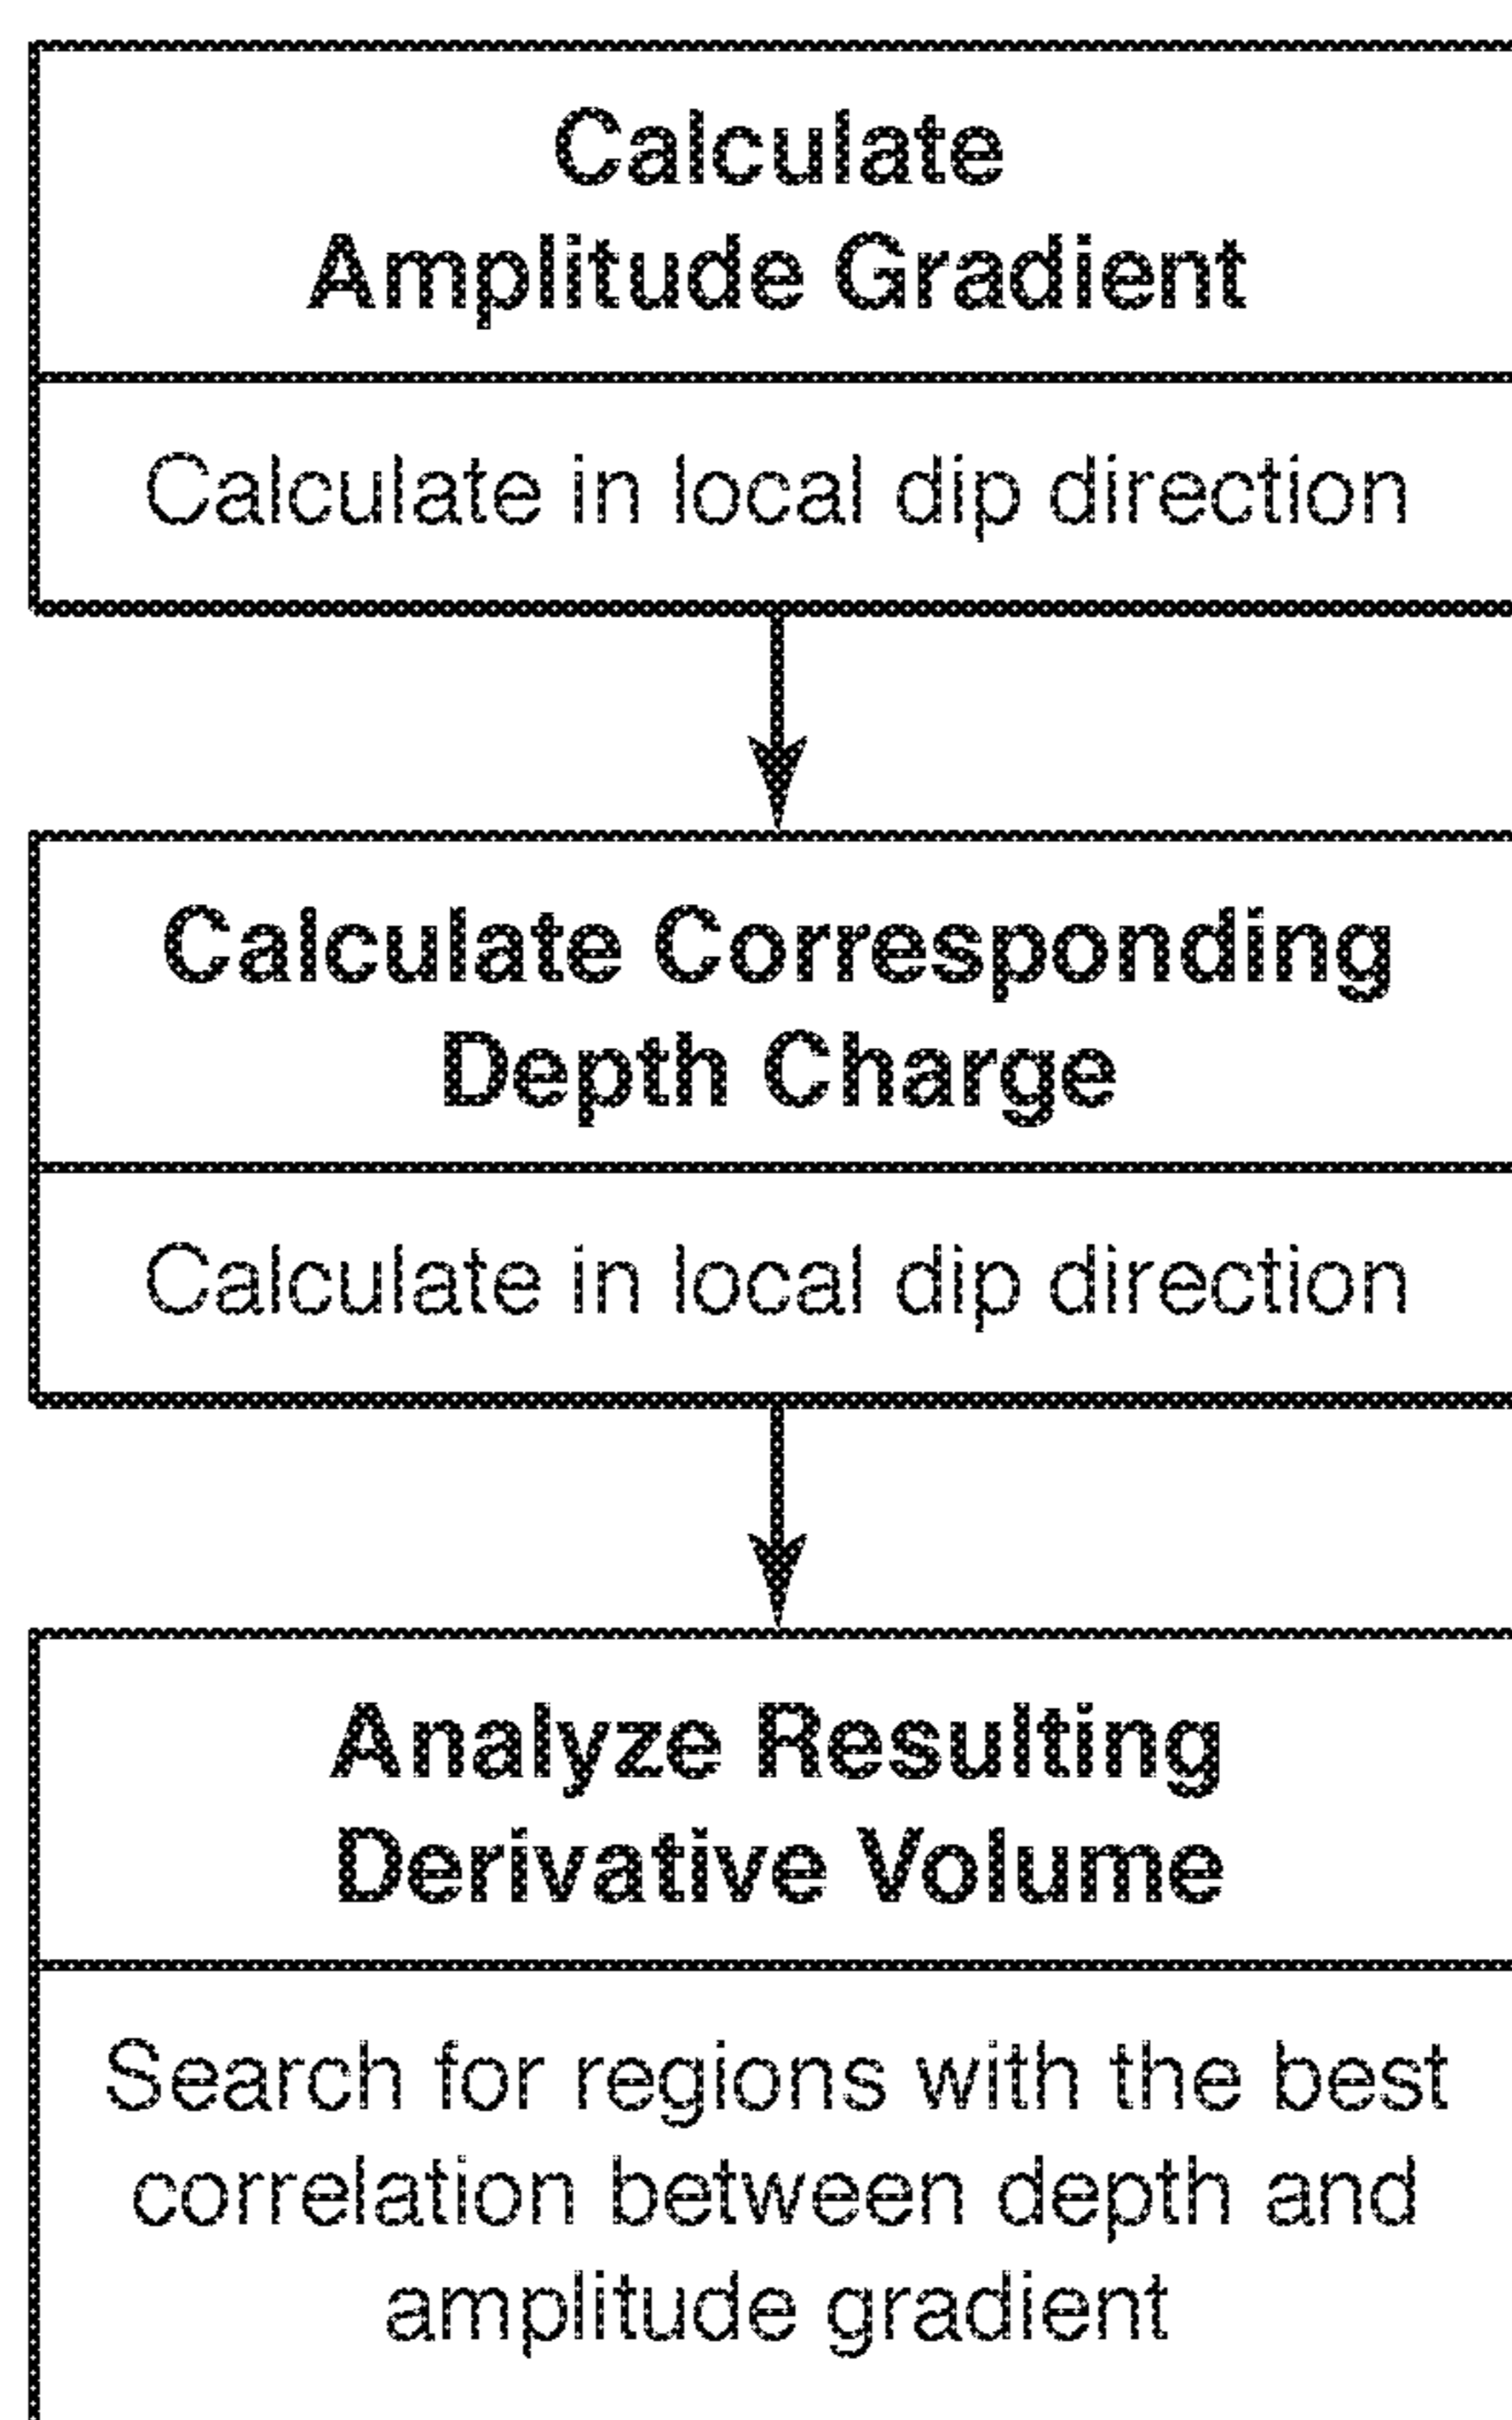 Calculate
Amplitude Gradient
Calculate in local dip direction
Calculate Corresponding
Depth Charge
Calculate in local dip direction
Analyze Resulting
Derivative Volume
Search for regions with the best
correlation between depth and
amplitude gradient